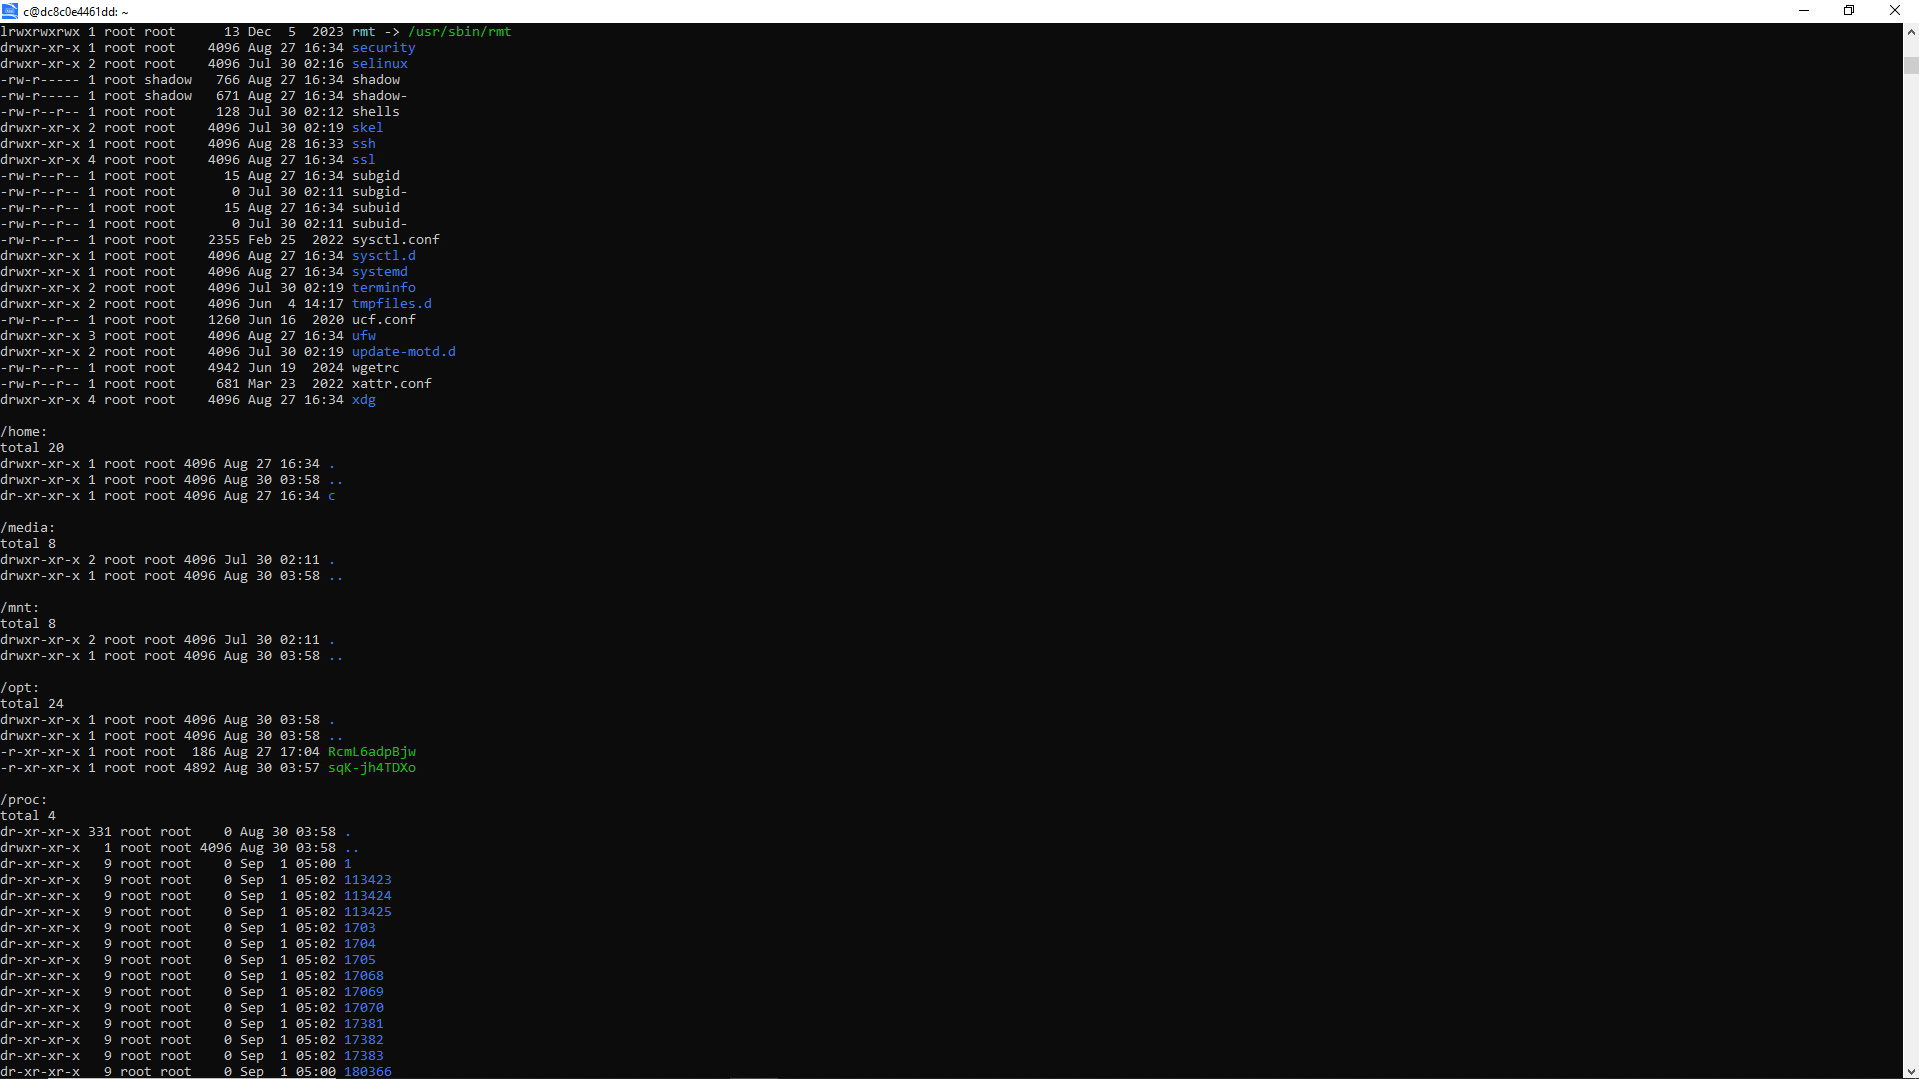 c@dc8c0e4461dd: ~
lrwxrwxrwx 1 root root      13 Dec  5  2023 rmt -> /usr/sbin/rmt
drwxr-xr-x 1 root root    4096 Aug 27 16:34 security
drwxr-xr-x 2 root root    4096 Jul 30 02:16 selinux
-rw-r----- 1 root shadow   766 Aug 27 16:34 shadow
-rw-r----- 1 root shadow   671 Aug 27 16:34 shadow-
-rw-r--r-- 1 root root     128 Jul 30 02:12 shells
drwxr-xr-x 2 root root    4096 Jul 30 02:19 skel
drwxr-xr-x 1 root root    4096 Aug 28 16:33 ssh
drwxr-xr-x 4 root root    4096 Aug 27 16:34 ssl
-rw-r--r-- 1 root root      15 Aug 27 16:34 subgid
-rw-r--r-- 1 root root       0 Jul 30 02:11 subgid-
-rw-r--r-- 1 root root      15 Aug 27 16:34 subuid
-rw-r--r-- 1 root root       0 Jul 30 02:11 subuid-
-rw-r--r-- 1 root root    2355 Feb 25  2022 sysctl.conf
drwxr-xr-x 1 root root    4096 Aug 27 16:34 sysctl.d
drwxr-xr-x 1 root root    4096 Aug 27 16:34 systemd
drwxr-xr-x 2 root root    4096 Jul 30 02:19 terminfo
drwxr-xr-x 2 root root    4096 Jun  4 14:17 tmpfiles.d
-rw-r--r-- 1 root root    1260 Jun 16  2020 ucf.conf
drwxr-xr-x 3 root root    4096 Aug 27 16:34 ufw
drwxr-xr-x 2 root root    4096 Jul 30 02:19 update-motd.d
-rw-r--r-- 1 root root    4942 Jun 19  2024 wgetrc
-rw-r--r-- 1 root root     681 Mar 23  2022 xattr.conf
drwxr-xr-x 4 root root    4096 Aug 27 16:34 xdg

/home:
total 20
drwxr-xr-x 1 root root 4096 Aug 27 16:34 .
drwxr-xr-x 1 root root 4096 Aug 30 03:58 ..
dr-xr-xr-x 1 root root 4096 Aug 27 16:34 c

/media:
total 8
drwxr-xr-x 2 root root 4096 Jul 30 02:11 .
drwxr-xr-x 1 root root 4096 Aug 30 03:58 ..

/mnt:
total 8
drwxr-xr-x 2 root root 4096 Jul 30 02:11 .
drwxr-xr-x 1 root root 4096 Aug 30 03:58 ..

/opt:
total 24
drwxr-xr-x 1 root root 4096 Aug 30 03:58 .
drwxr-xr-x 1 root root 4096 Aug 30 03:58 ..
-r-xr-xr-x 1 root root  186 Aug 27 17:04 RcmL6adpBjw
-r-xr-xr-x 1 root root 4892 Aug 30 03:57 sqK-jh4TDXo

/proc:
total 4
dr-xr-xr-x 331 root root    0 Aug 30 03:58 .
drwxr-xr-x   1 root root 4096 Aug 30 03:58 ..
dr-xr-xr-x   9 root root    0 Sep  1 05:00 1
dr-xr-xr-x   9 root root    0 Sep  1 05:02 113423
dr-xr-xr-x   9 root root    0 Sep  1 05:02 113424
dr-xr-xr-x   9 root root    0 Sep  1 05:02 113425
dr-xr-xr-x   9 root root    0 Sep  1 05:02 1703
dr-xr-xr-x   9 root root    0 Sep  1 05:02 1704
dr-xr-xr-x   9 root root    0 Sep  1 05:02 1705
dr-xr-xr-x   9 root root    0 Sep  1 05:02 17068
dr-xr-xr-x   9 root root    0 Sep  1 05:02 17069
dr-xr-xr-x   9 root root    0 Sep  1 05:02 17070
dr-xr-xr-x   9 root root    0 Sep  1 05:02 17381
dr-xr-xr-x   9 root root    0 Sep  1 05:02 17382
dr-xr-xr-x   9 root root    0 Sep  1 05:02 17383
dr-xr-xr-x   9 root root    0 Sep  1 05:00 180366